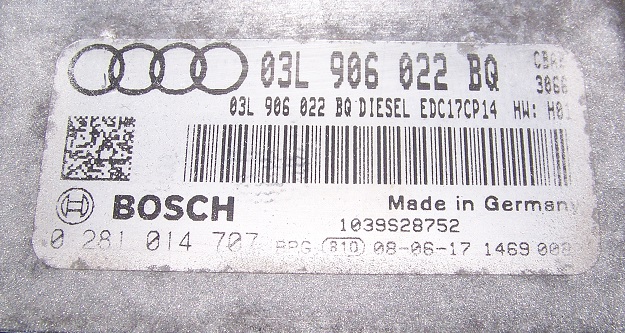 03L 906 022 BQ
3066
03L 906 022 BQ DIESEL EDC17CP14 HW: H01
BOSCH
Made in Germany
1039S28752
0 281 014 707 810 08-06-17 1469